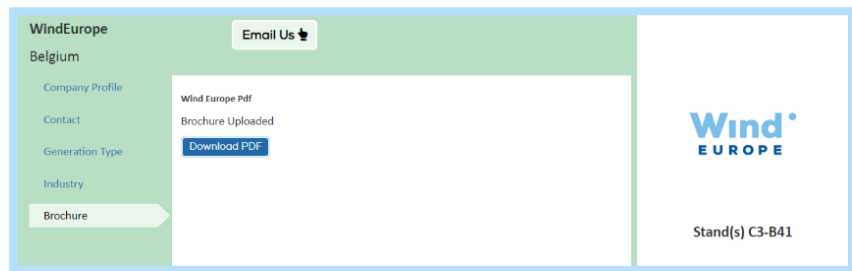 WindEurope
Email Us
Belgium
Company Profile
Contact
Generation Type
Industry
Brochure
Wind Europe Pdf
Brochure Uploaded
Download PDF
Wind
EUROPE
Stand(s) C3-B41